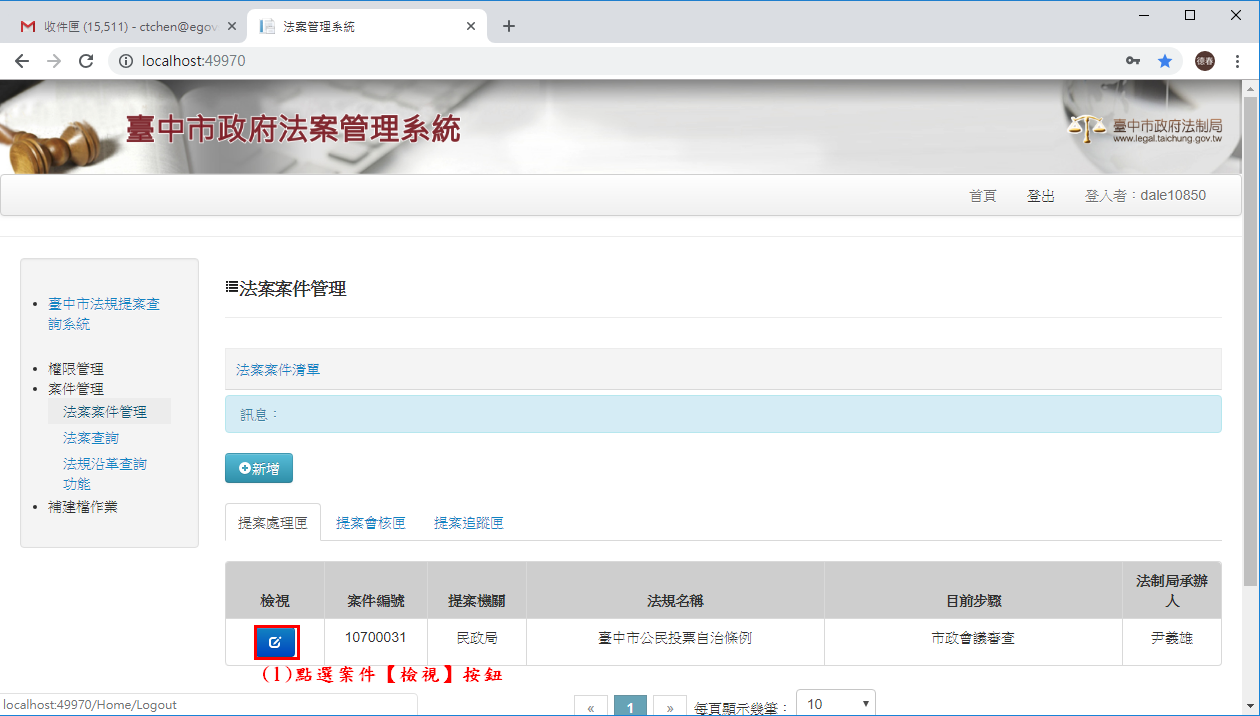 收件匣 (15,511) - ctchen@egov
法案管理系統
localhost:49970
德春
臺中市政府法案管理系統
臺中市政府法制局
www.legal.taichung.gov.tw
首頁 登出 登入者：dale10850
臺中市法規提案查
詢系統
權限管理
案件管理
法案案件管理
法案查詢
法規沿革查詢
功能
補建檔作業
法案案件管理
法案案件清單
訊息：
新增
提案處理匣 提案會核匣 提案追蹤匣
檢視 案件編號 提案機關 法規名稱 目前步驟 法制局承辦
人
10700031 民政局 臺中市公民投票自治條例 市政會議審查 尹義雄
(1)點選案件【檢視】按鈕
« 1 » 每頁顯示幾筆： 10
localhost:49970/Home/Logout